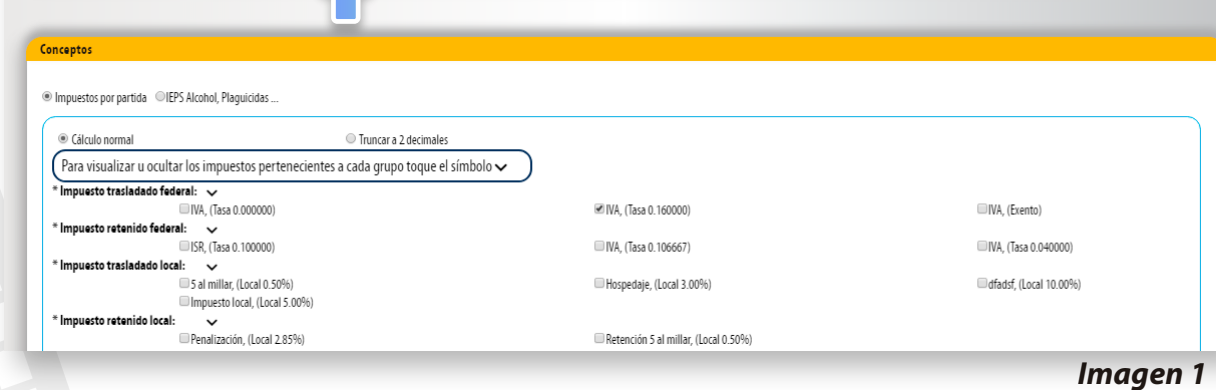 Conceptos
Impuestos por partida IEPS Alcohol, Plaguicidas ...
Cálculo normal Truncar a 2 decimales
Para visualizar u ocultar los impuestos pertenecientes a cada grupo toque el símbolo
* Impuesto trasladado federal:
IVA, (Tasa 0.000000) IVA, (Tasa 0.160000) IVA, (Exento)
* Impuesto retenido federal:
ISR, (Tasa 0.100000) IVA, (Tasa 0.106667) IVA, (Tasa 0.040000)
* Impuesto trasladado local:
5 al millar, (Local 0.50%) Hospedaje, (Local 3.00%) dfadsf, (Local 10.00%)
Impuesto local, (Local 5.00%)
* Impuesto retenido local:
Penalización, (Local 2.85%) Retención 5 al millar, (Local 0.50%)
Imagen 1